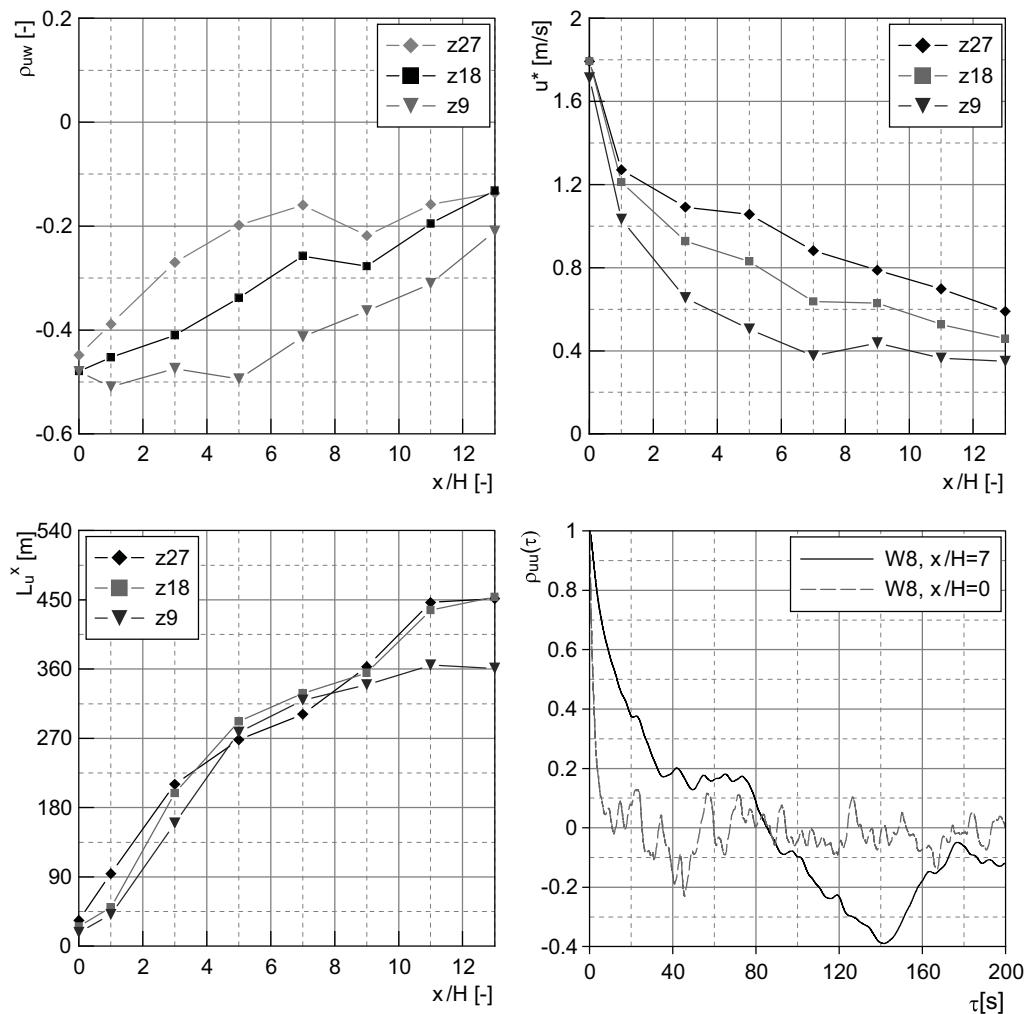 ρuw [-]
0.2
0
-0.2
-0.4
-0.6
z27
z18
z9
0 2 4 6 8 10 12
x/H [-]
u* [m/s]
2
1.6
1.2
0.8
0.4
0
z27
z18
z9
0 2 4 6 8 10 12
x/H [-]
Lux [m]
540
450
360
270
180
90
0
z27
z18
z9
0 2 4 6 8 10 12
x/H [-]
ρuu(τ)
1
0.8
0.6
0.4
0.2
0
-0.2
-0.4
W8, x/H=7
W8, x/H=0
0 40 80 120 160 200
τ[s]